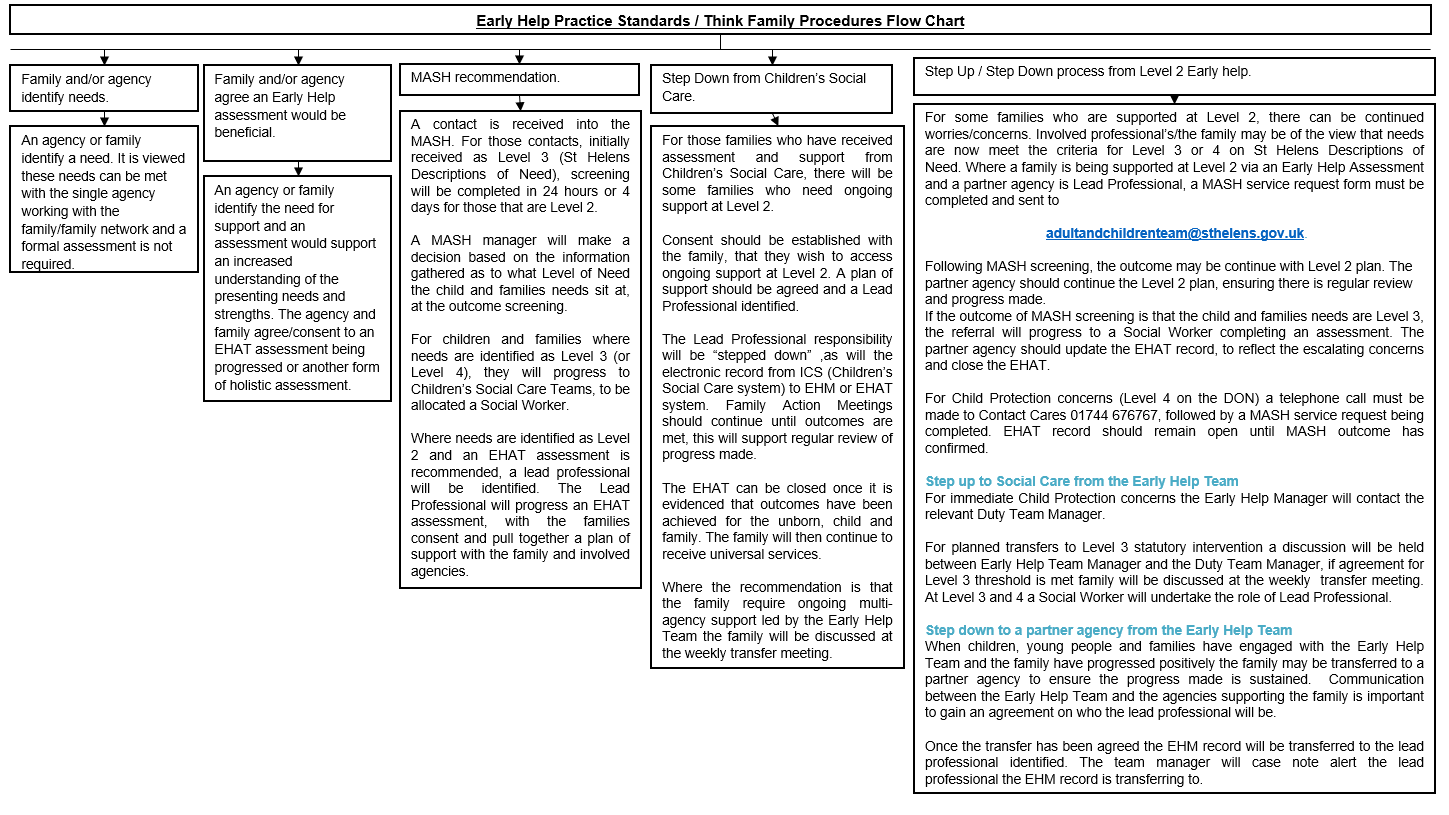 Early Help Practice Standards / Think Family Procedures Flow Chart
Family and/or agency
identify needs.
An agency or family
identify a need. It is viewed
these needs can be met
with the single agency
working with the
family/family network and a
formal assessment is not
required.
Family and/or agency
agree an Early Help
assessment would be
beneficial.
An agency or family
identify the need for
support and an
assessment would support
an increased
understanding of the
presenting needs and
strengths. The agency and
family agree/consent to an
EHAT assessment being
progressed or another form
of holistic assessment.
MASH recommendation.
A contact is received into the
MASH. For those contacts, initially
received as Level 3 (St Helens
Descriptions of Need), screening
will be completed in 24 hours or 4
days for those that are Level 2.
A MASH manager will make a
decision based on the information
gathered as to what Level of Need
the child and families needs sit at,
at the outcome screening.
For children and families where
needs are identified as Level 3 (or
Level 4), they will progress to
Children's Social Care Teams, to be
allocated a Social Worker.
Where needs are identified as Level
2 and an EHAT assessment is
recommended, a lead professional
will be identified. The Lead
Professional will progress an EHAT
assessment, with the families
consent and pull together a plan of
support with the family and involved
agencies.
Step Down from Children's Social
Care.
For those families who have received
assessment and support from
Children's Social Care, there will be
some families who need ongoing
support at Level 2.
Consent should be established with
the family, that they wish to access
ongoing support at Level 2. A plan of
support should be agreed and a Lead
Professional identified.
The Lead Professional responsibility
will be "stepped down" ,as will the
electronic record from ICS (Children's
Social Care system) to EHM or EHAT
system. Family Action Meetings
should continue until outcomes are
met, this will support regular review of
progress made.
The EHAT can be closed once it is
evidenced that outcomes have been
achieved for the unborn, child and
family. The family will then continue to
receive universal services.
Where the recommendation is that
the family require ongoing multi-
agency support led by the Early Help
Team the family will be discussed at
the weekly transfer meeting.
Step Up / Step Down process from Level 2 Early help.
For some families who are supported at Level 2, there can be continued
worries/concerns. Involved professional's/the family may be of the view that needs
are now meet the criteria for Level 3 or 4 on St Helens Descriptions of
Need. Where a family is being supported at Level 2 via an Early Help Assessment
and a partner agency is Lead Professional, a MASH service request form must be
completed and sent to
adultandchildrenteam@sthelens.gov.uk.
Following MASH screening, the outcome may be continue with Level 2 plan. The
partner agency should continue the Level 2 plan, ensuring there is regular review
and progress made.
If the outcome of MASH screening is that the child and families needs are Level 3,
the referral will progress to a Social Worker completing an assessment. The
partner agency should update the EHAT record, to reflect the escalating concerns
and close the EHAT.
For Child Protection concerns (Level 4 on the DON) a telephone call must be
made to Contact Cares 01744 676767, followed by a MASH service request being
completed. EHAT record should remain open until MASH outcome has
confirmed.
Step up to Social Care from the Early Help Team
For immediate Child Protection concerns the Early Help Manager will contact the
relevant Duty Team Manager.
For planned transfers to Level 3 statutory intervention a discussion will be held
between Early Help Team Manager and the Duty Team Manager, if agreement for
Level 3 threshold is met family will be discussed at the weekly transfer meeting.
At Level 3 and 4 a Social Worker will undertake the role of Lead Professional.
Step down to a partner agency from the Early Help Team
When children, young people and families have engaged with the Early Help
Team and the family have progressed positively the family may be transferred to a
partner agency to ensure the progress made is sustained. Communication
between the Early Help Team and the agencies supporting the family is important
to gain an agreement on who the lead professional will be.
Once the transfer has been agreed the EHM record will be transferred to the lead
professional identified. The team manager will case note alert the lead
professional the EHM record is transferring to.